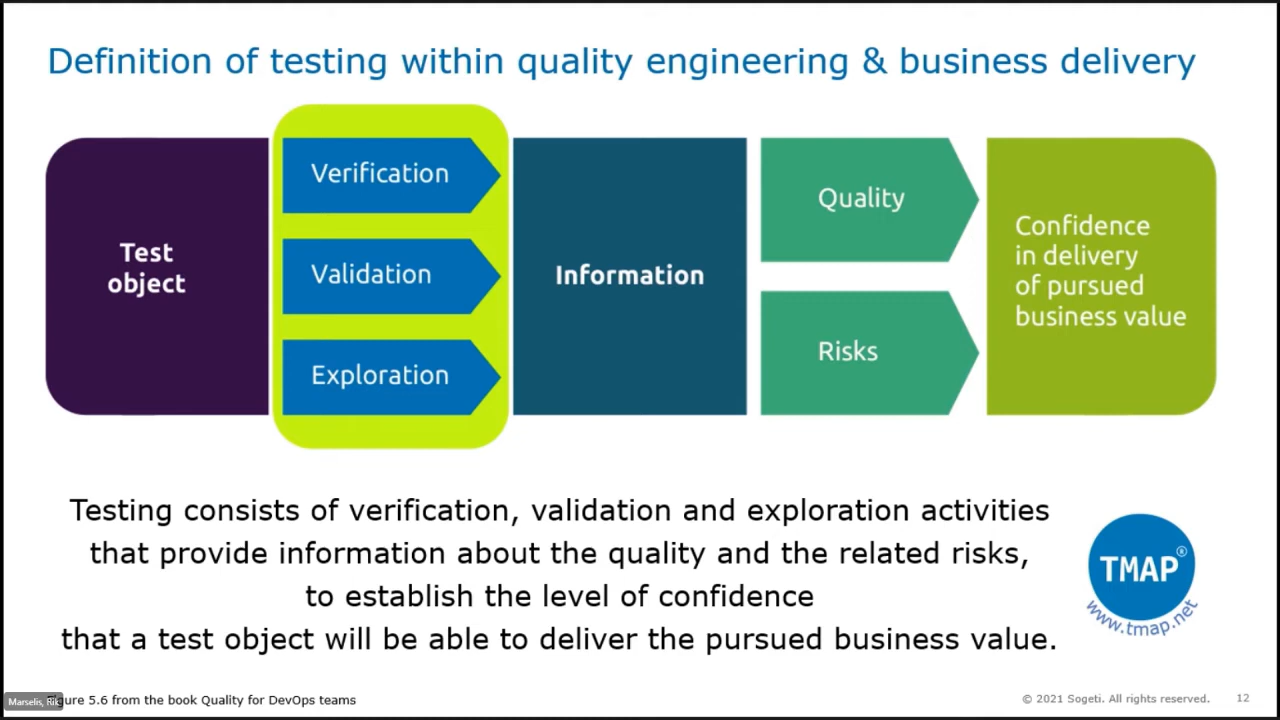 Definition of testing within quality engineering & business delivery
Test
object
Verification
Validation
Exploration
Information
Quality
Risks
Confidence
in delivery
of pursued
business value
Testing consists of verification, validation and exploration activities
that provide information about the quality and the related risks,
to establish the level of confidence
that a test object will be able to deliver the pursued business value.
TMAP®
www.tmap.net
Marselis, Rik
gure 5.6 from the book Quality for DevOps teams
© 2021 Sogeti. All rights reserved.
12